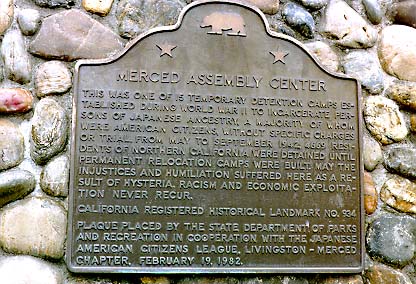 MERCED ASSEMBLY CENTER
THIS WAS ONE OF 15 TEMPORARY DETENTION CAMPS ES-
TABLISHED DURING WORLD WAR II TO INCARCERATE PER-
SONS OF JAPANESE ANCESTRY, A MAJORITY OF WHOM
WERE AMERICAN CITIZENS, WITHOUT SPECIFIC CHARGES
OR TRIAL. FROM MAY TO SEPTEMBER 1942, 4,669 RESI-
DENTS OF NORTHERN CALIFORNIA WERE DETAINED UNTIL
PERMANENT RELOCATION CAMPS WERE BUILT. MAY THE
INJUSTICES AND HUMILIATION SUFFERED HERE AS A RE-
SULT OF HYSTERIA, RACISM AND ECONOMIC EXPLOITA-
TION NEVER RECUR.
CALIFORNIA REGISTERED HISTORICAL LANDMARK NO. 934
PLAQUE PLACED BY THE STATE DEPARTMENT OF PARKS
AND RECREATION IN COOPERATION WITH THE JAPANESE
AMERICAN CITIZENS LEAGUE, LIVINGSTON-MERCED
CHAPTER, FEBRUARY 19, 1982.